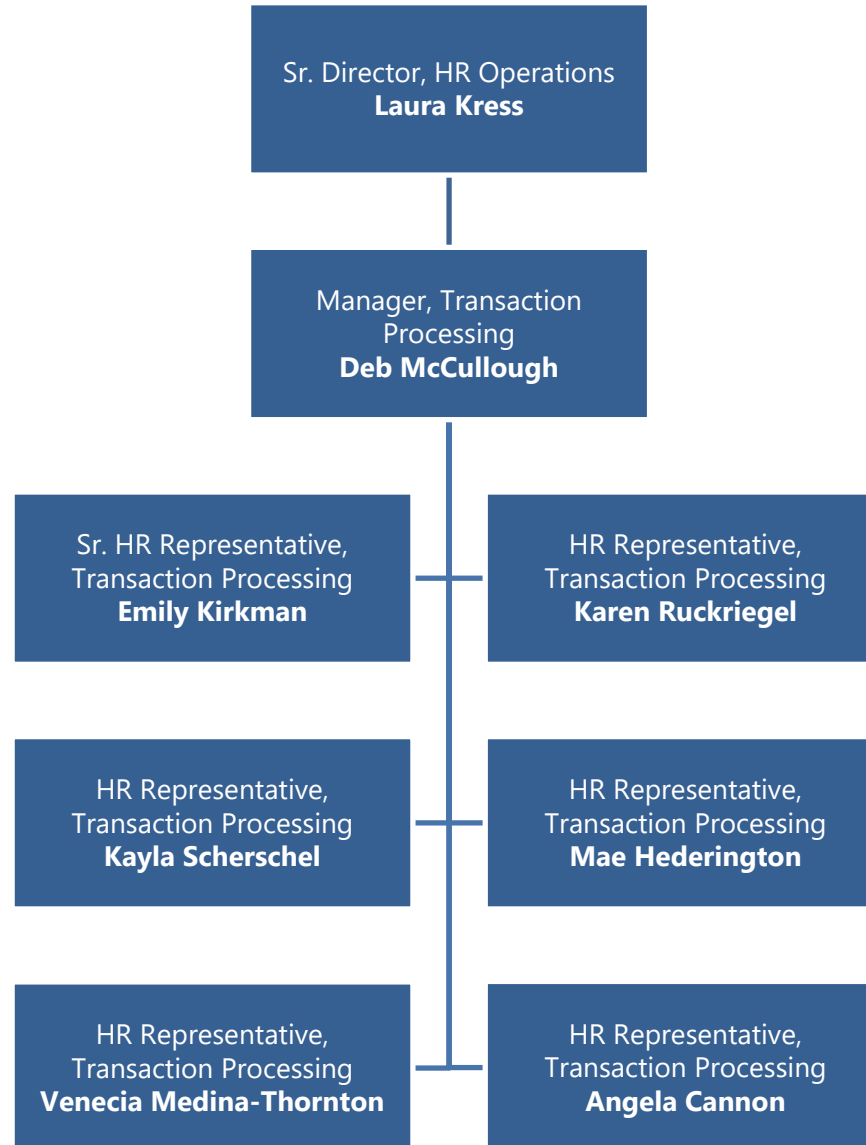 Sr. Director, HR Operations
Laura Kress
Manager, Transaction
Processing
Deb McCullough
Sr. HR Representative,
Transaction Processing
Emily Kirkman
HR Representative,
Transaction Processing
Karen Ruckriegel
HR Representative,
Transaction Processing
Kayla Scherschel
HR Representative,
Transaction Processing
Mae Hederington
HR Representative,
Transaction Processing
Venecia Medina-Thornton
HR Representative,
Transaction Processing
Angela Cannon